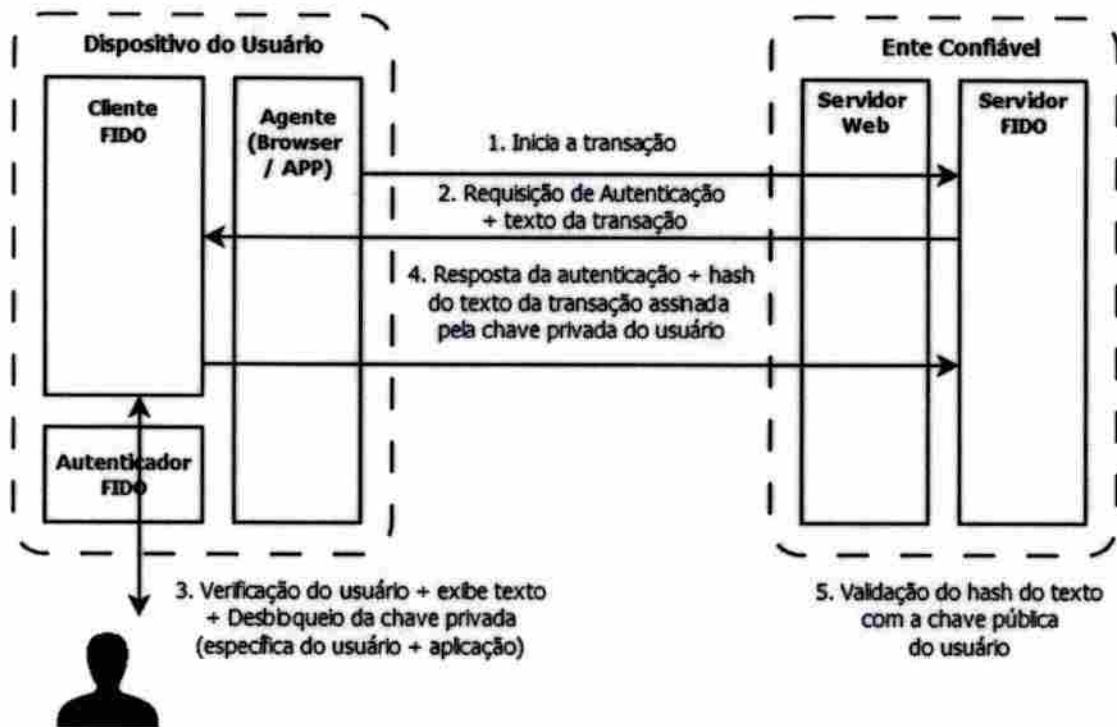 Dispositivo do Usuário
Cliente
FIDO
Agente
(Browser
/ APP)
Autenticador
FIDO
1. Inicia a transação
2. Requisição de Autenticação
+ texto da transação
4. Resposta da autenticação + hash
do texto da transação assinada
pela chave privada do usuário
Ente Confiável
Servidor
Web
Servidor
FIDO
3. Verificação do usuário + exibe texto
+ Desbloqueio da chave privada
(específica do usuário + aplicação)
5. Validação do hash do texto
com a chave pública
do usuário